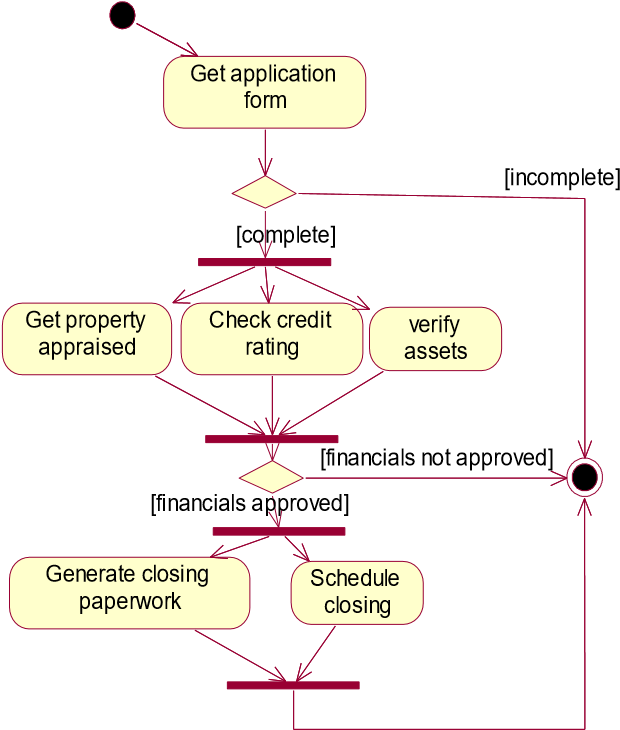 Get application
form
[incomplete]
[complete]
Get property
appraised
Check credit
rating
verify
assets
[financials not approved]
[financials approved]
Generate closing
paperwork
Schedule
closing